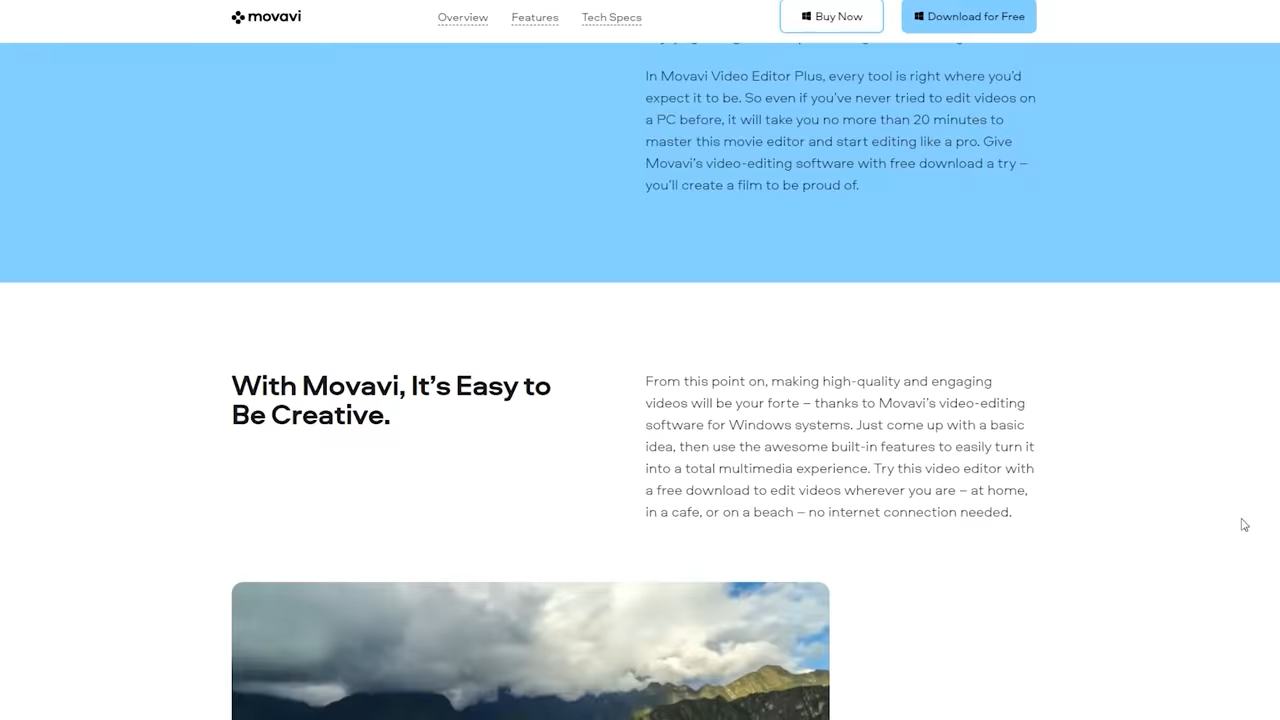 movavi
Overview
Features
Tech Specs
Buy Now
Download for Free
In Movavi Video Editor Plus, every tool is right where you'd
expect it to be. So even if you've never tried to edit videos on
a PC before, it will take you no more than 20 minutes to
master this movie editor and start editing like a pro. Give
Movavi's video-editing software with free download a try –
you'll create a film to be proud of.
With Movavi, It's Easy to
Be Creative.
From this point on, making high-quality and engaging
videos will be your forte – thanks to Movavi's video-editing
software for Windows systems. Just come up with a basic
idea, then use the awesome built-in features to easily turn it
into a total multimedia experience. Try this video editor with
a free download to edit videos wherever you are – at home,
in a cafe, or on a beach – no internet connection needed.